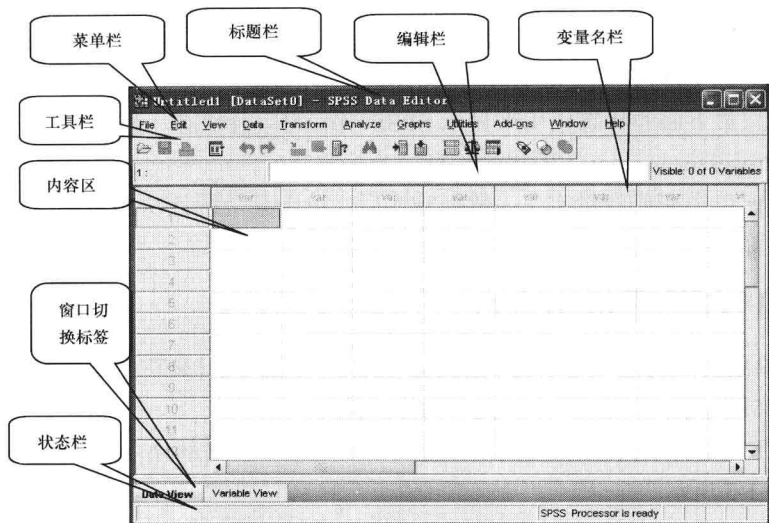 菜单栏
标题栏
编辑栏
变量名栏
工具栏
内容区
窗口切
换标签
状态栏
Untitled1 [DataSet0] - SPSS Data Editor
File Edit View Data Transform Analyze Graphs Utilities Add-ons Window Help
1 :
Visible: 0 of 0 Variables
var var var var var var var
1
2
3
4
5
6
7
8
9
10
11
Data View Variable View
SPSS Processor is ready